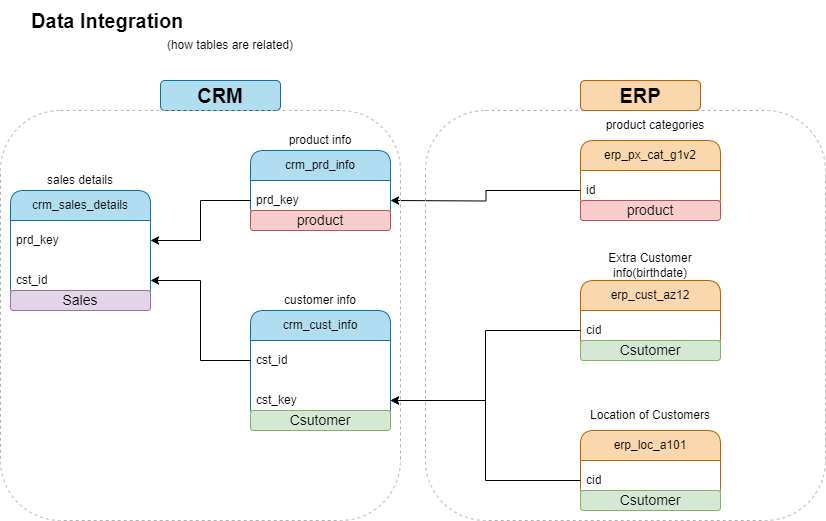 Data Integration
(how tables are related)
CRM
ERP
product info
crm_prd_info
prd_key
product
sales details
crm_sales_details
prd_key
cst_id
Sales
customer info
crm_cust_info
cst_id
cst_key
Csutomer
product categories
erp_px_cat_g1v2
id
product
Extra Customer
info(birthdate)
erp_cust_az12
cid
Csutomer
Location of Customers
erp_loc_a101
cid
Csutomer